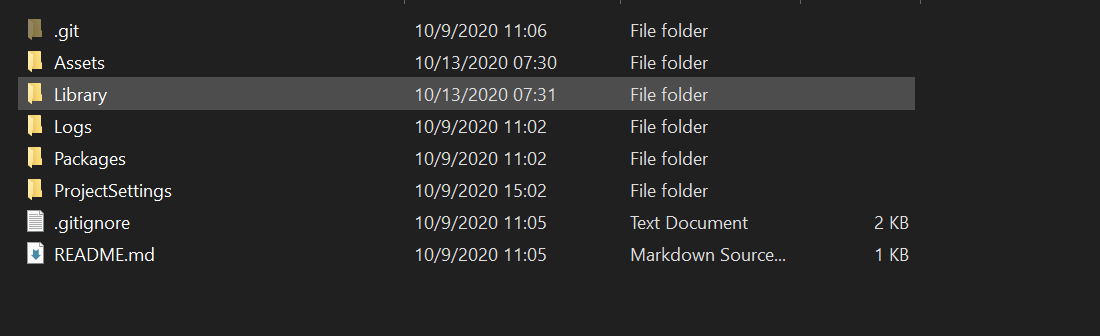 .git 10/9/2020 11:06 File folder
Assets 10/13/2020 07:30 File folder
Library 10/13/2020 07:31 File folder
Logs 10/9/2020 11:02 File folder
Packages 10/9/2020 11:02 File folder
ProjectSettings 10/9/2020 15:02 File folder
.gitignore 10/9/2020 11:05 Text Document 2 KB
README.md 10/9/2020 11:05 Markdown Source... 1 KB